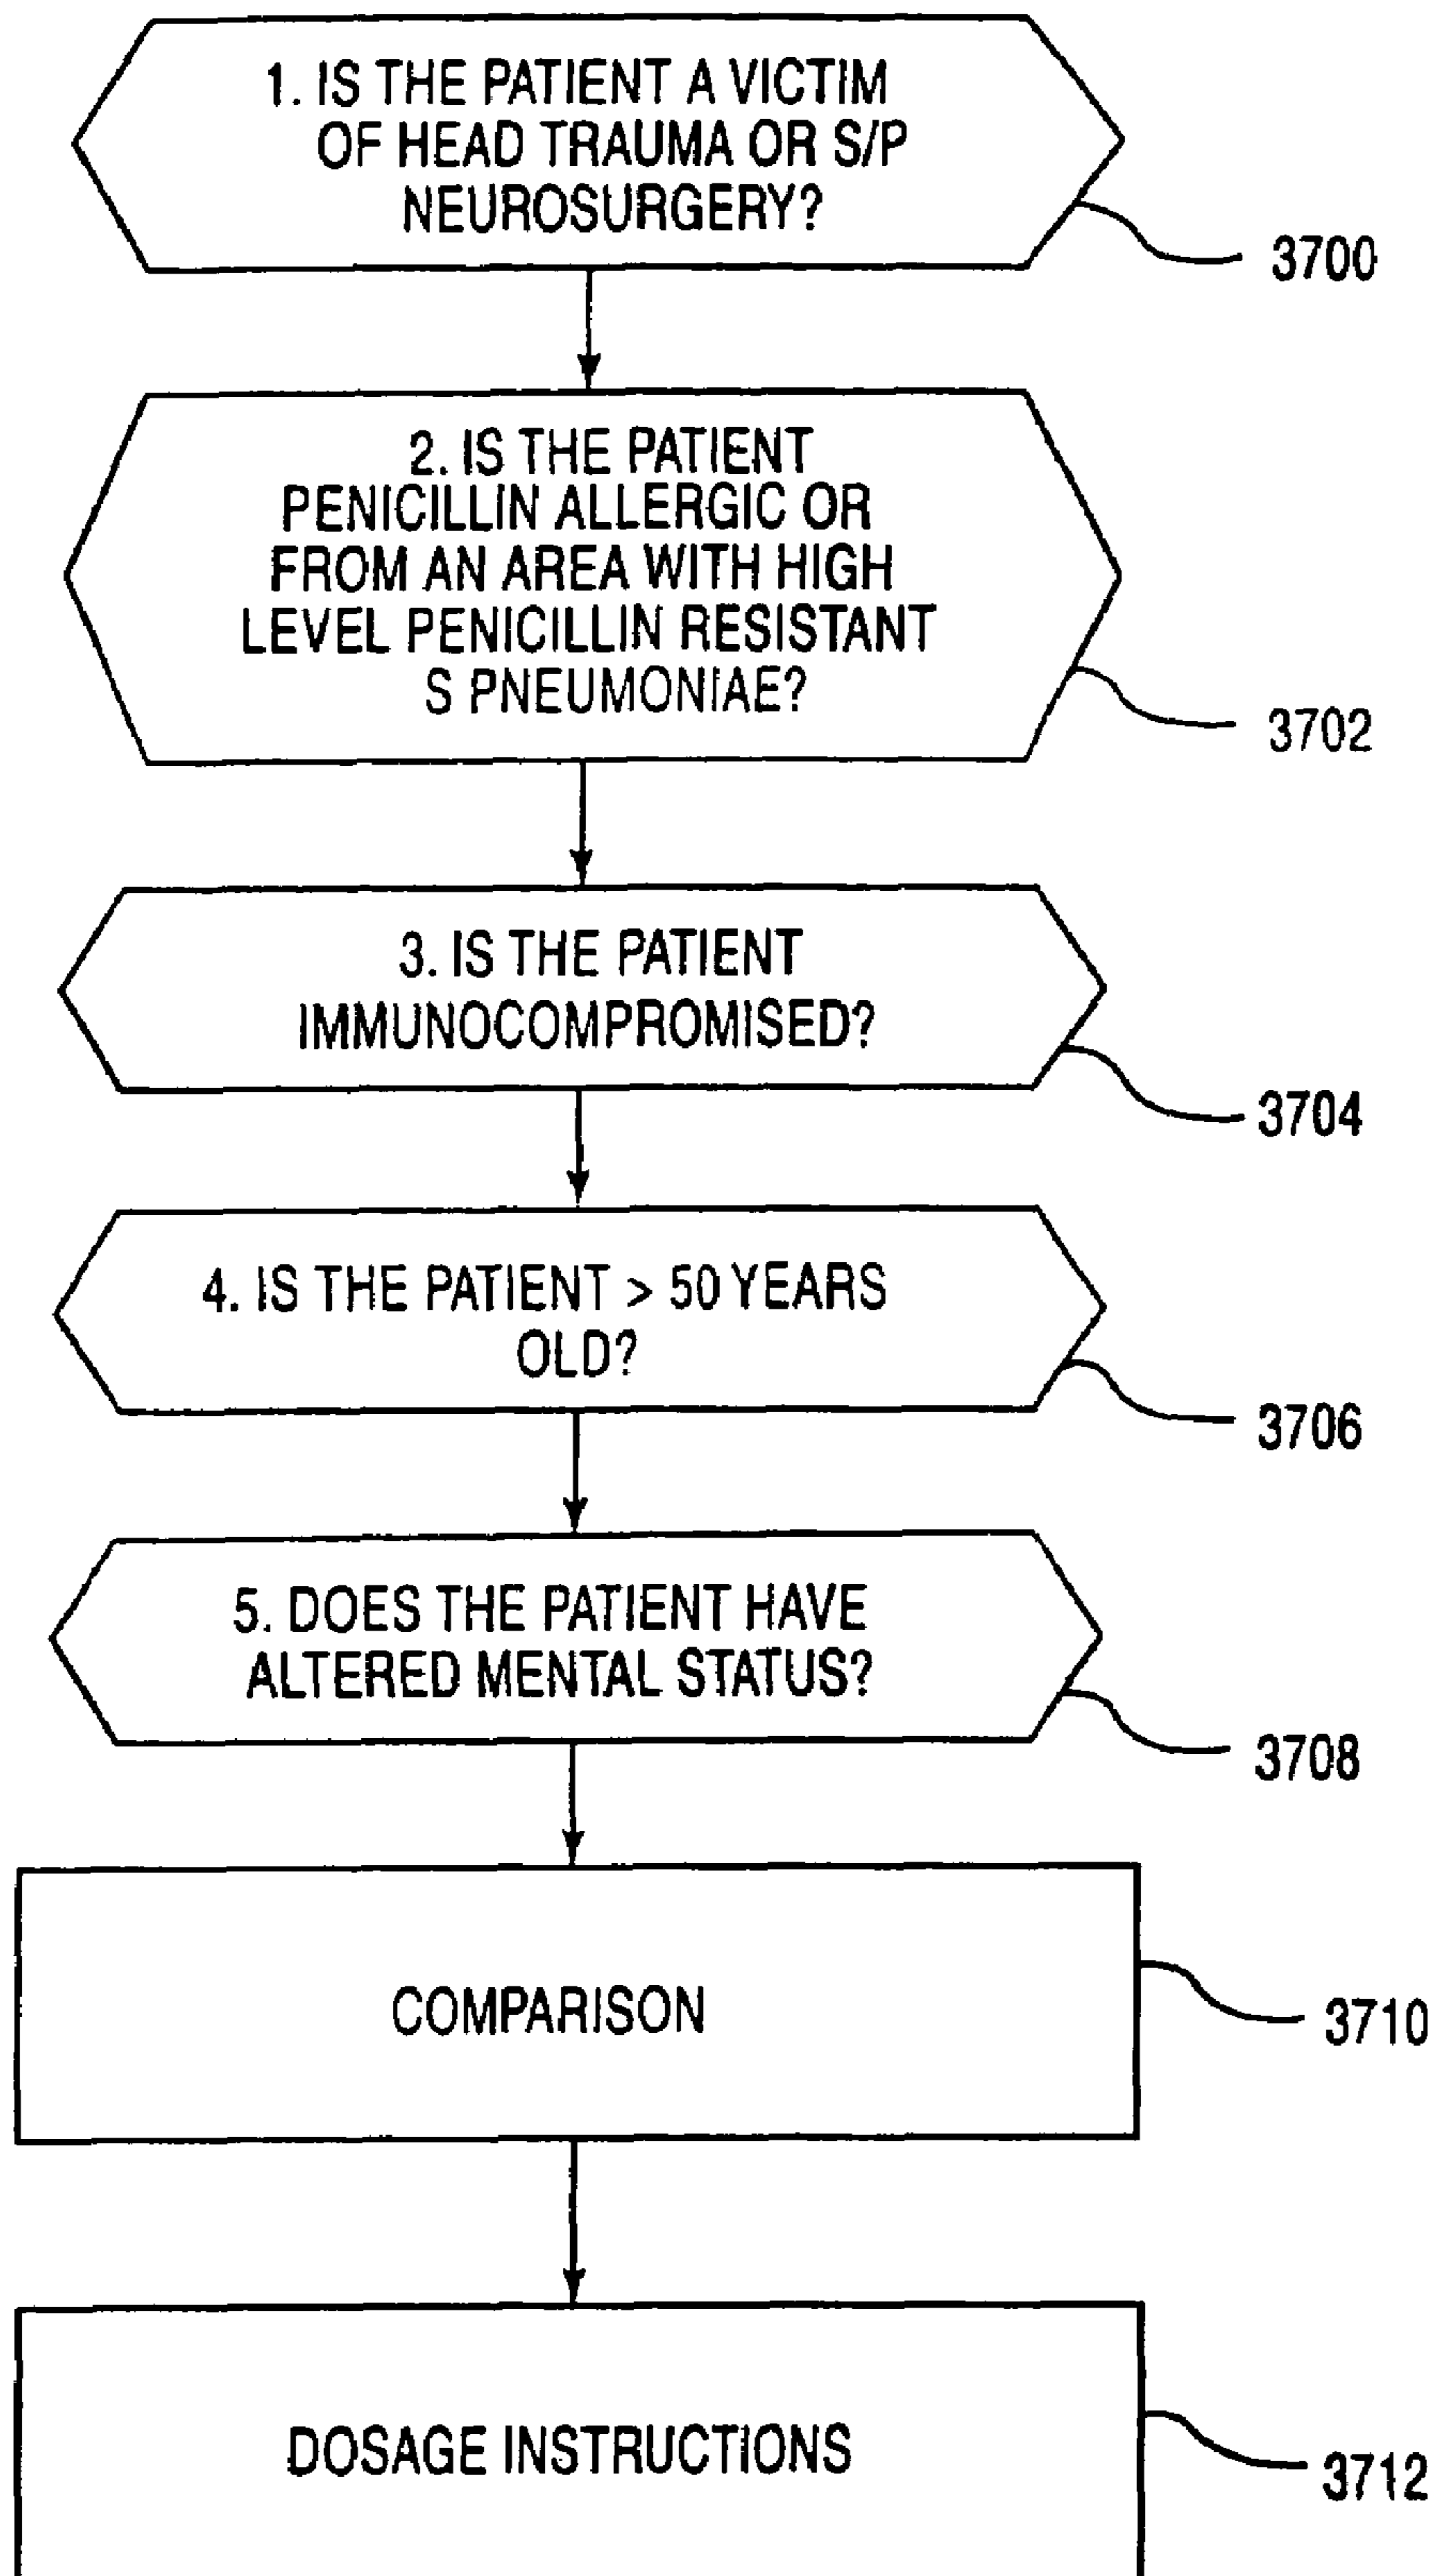 1. IS THE PATIENT A VICTIM
OF HEAD TRAUMA OR S/P
NEUROSURGERY?
3700
2. IS THE PATIENT
PENICILLIN ALLERGIC OR
FROM AN AREA WITH HIGH
LEVEL PENICILLIN RESISTANT
S PNEUMONIAE?
3702
3. IS THE PATIENT
IMMUNOCOMPROMISED?
3704
4. IS THE PATIENT > 50 YEARS
OLD?
3706
5. DOES THE PATIENT HAVE
ALTERED MENTAL STATUS?
3708
COMPARISON
3710
DOSAGE INSTRUCTIONS
3712